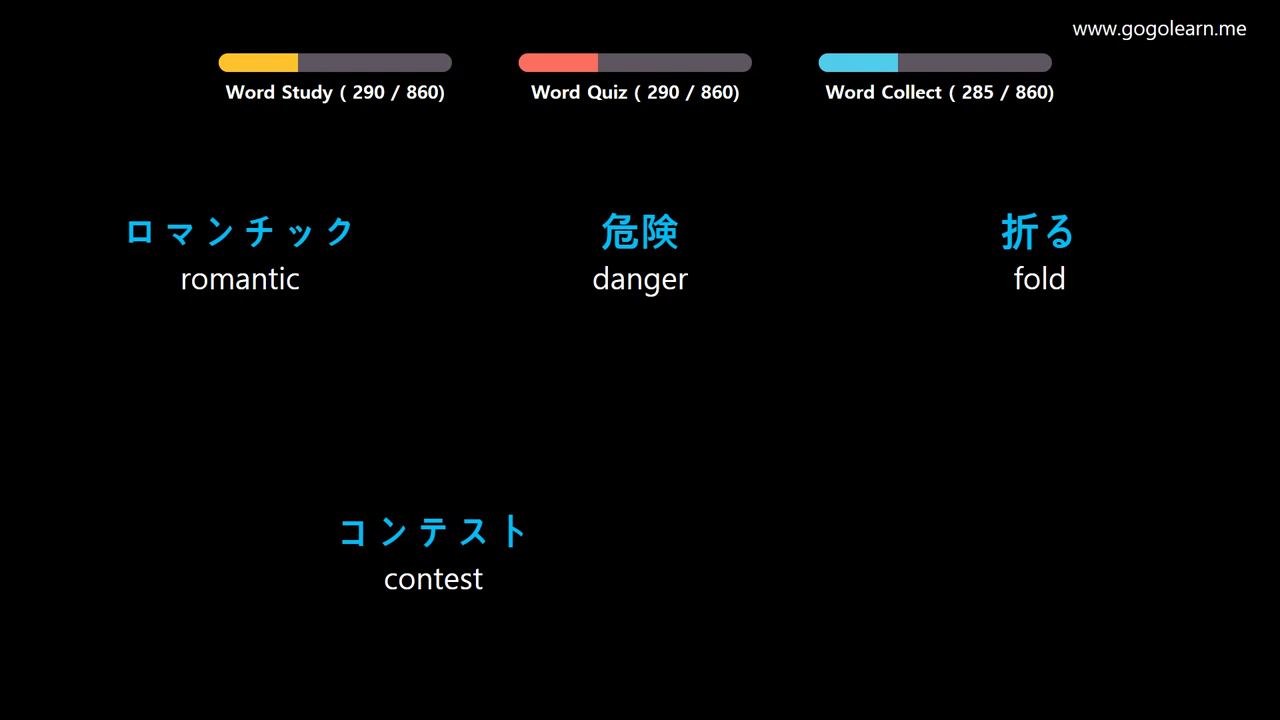 www.gogolearn.me
Word Study ( 290 / 860)
Word Quiz ( 290 / 860)
Word Collect ( 285 / 860)
ロマンチック
romantic
危険
danger
折る
fold
コンテスト
contest